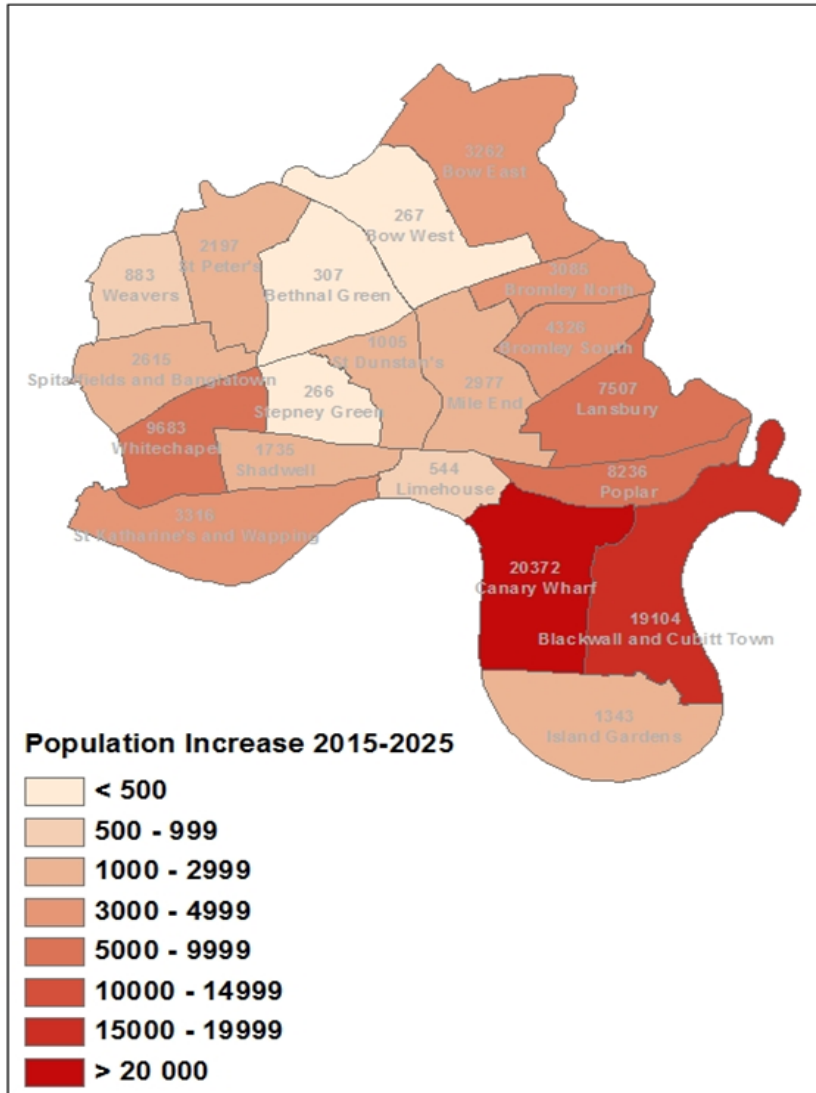 3262
Bow East
267
Bow West
2197
St Peter's
883
Weavers
307
Bethnal Green
3085
Bromley North
4326
Bromley South
1005
St Dunstan's
2615
Spitalfields and Banglatown
2977
Mile End
266
Stepney Green
7507
Lansbury
9683
Whitechapel
1735
Shadwell
544
Limehouse
8236
Poplar
3316
St Katharine's and Wapping
20372
Canary Wharf
19104
Blackwall and Cubitt Town
1343
Island Gardens
Population Increase 2015-2025
< 500
500 - 999
1000 - 2999
3000 - 4999
5000 - 9999
10000 - 14999
15000 - 19999
> 20 000